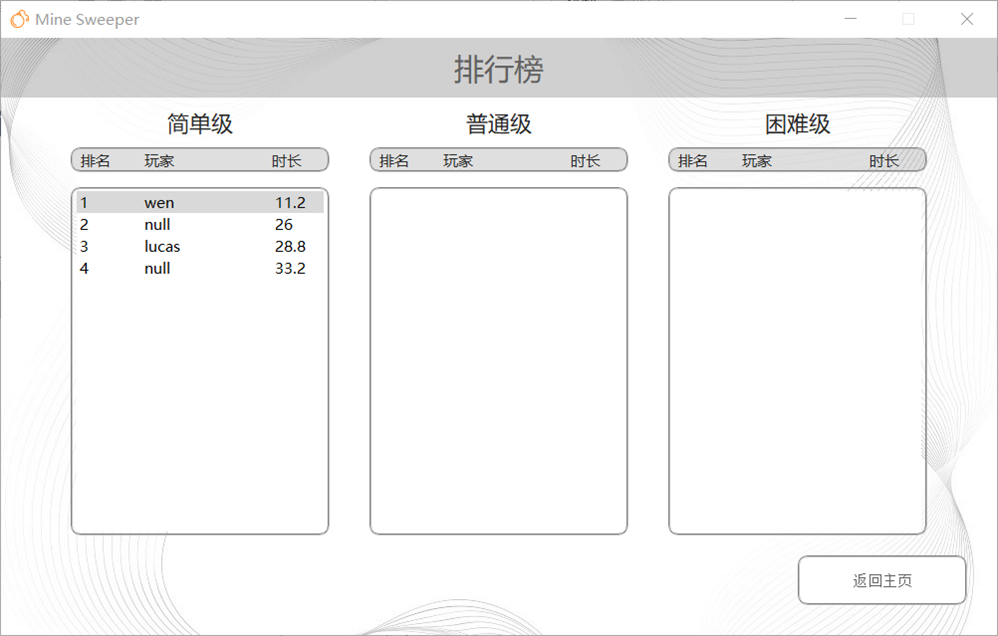 Mine Sweeper
排行榜
简单级 普通级 困难级
排名 玩家 时长 排名 玩家 时长 排名 玩家 时长
1 wen 11.2
2 null 26
3 lucas 28.8
4 null 33.2
返回主页